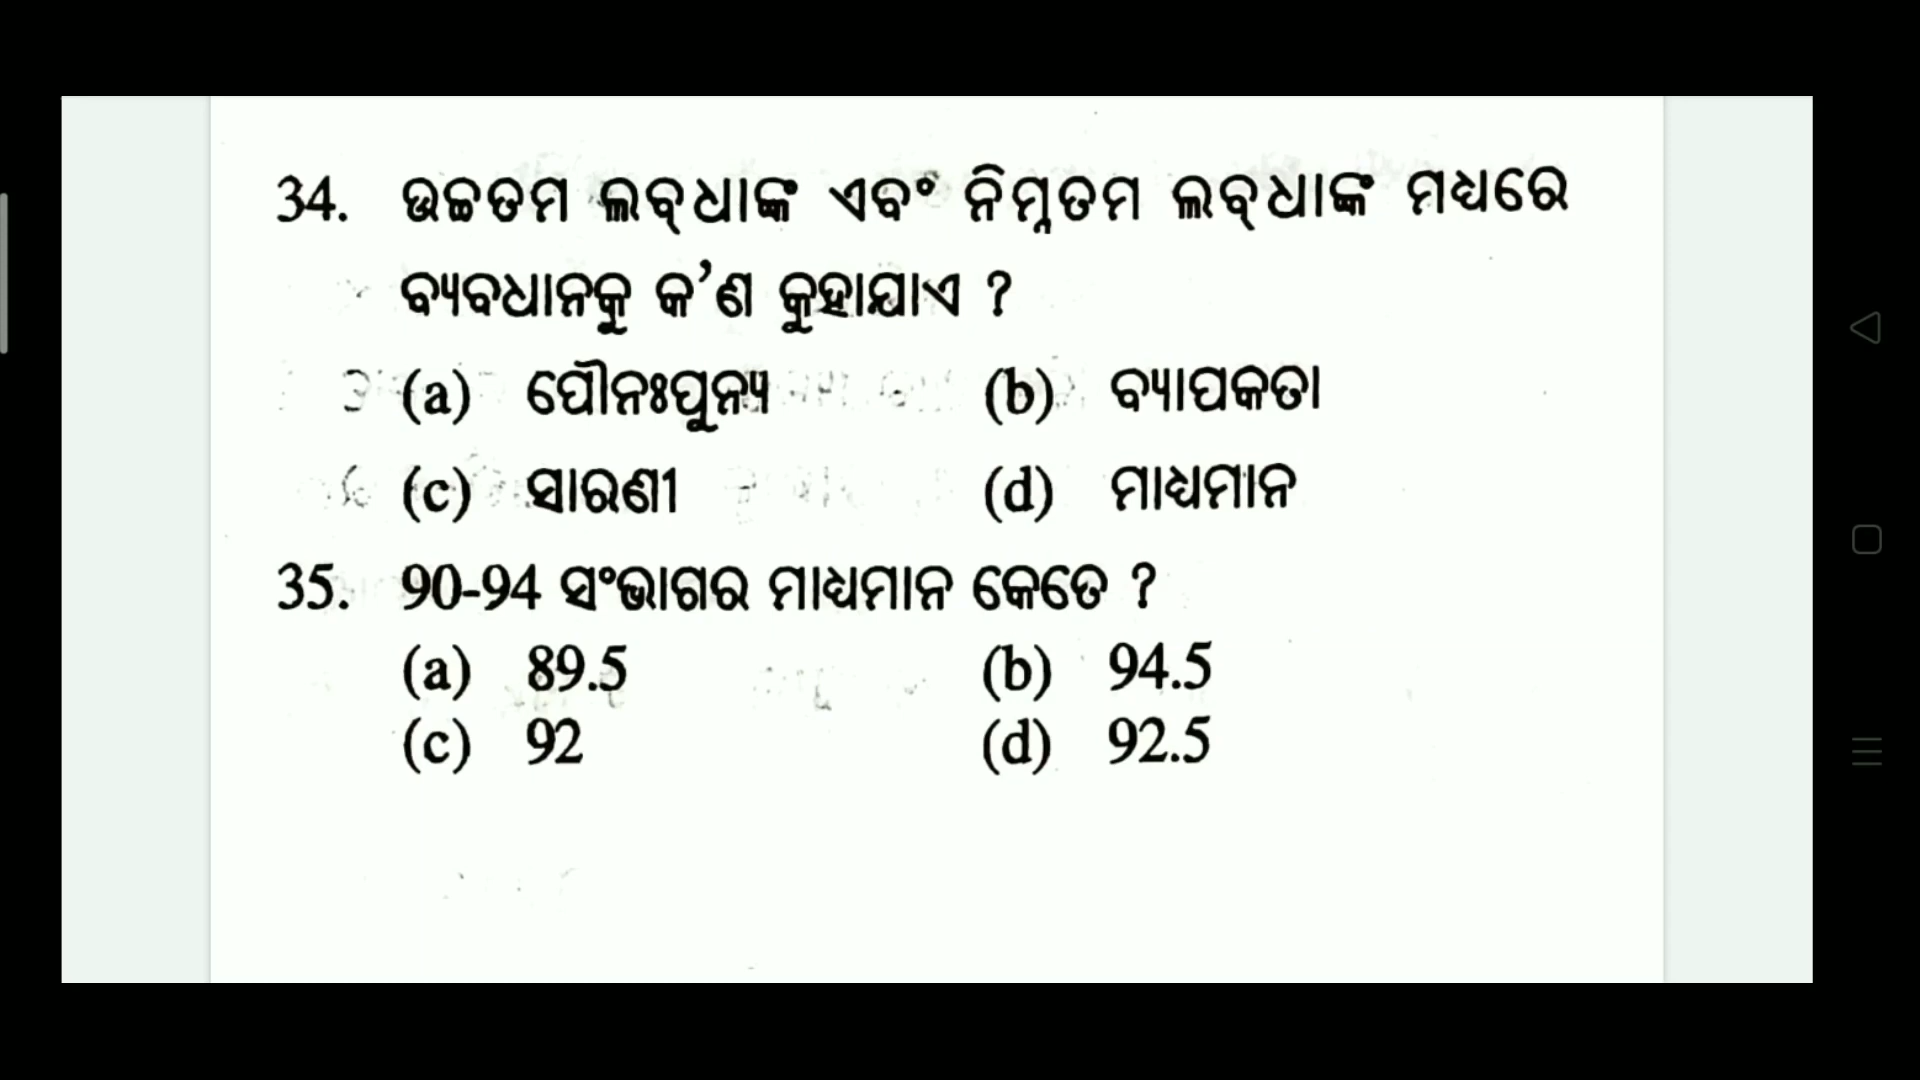 34. ଉଚ୍ଚତମ ଲବ୍ଧାଙ୍କ ଏବଂ ନିମ୍ନତମ ଲବ୍ଧାଙ୍କ ମଧ୍ୟରେ
ବ୍ୟବଧାନକୁ କ'ଣ କୁହାଯାଏ ?
(a) ପୌନଃପୁନ୍ୟ (b) ବ୍ୟାପକତା
(c) ସାରଣୀ (d) ମାଧ୍ୟମାନ
35. 90-94 ସଂଭାଗର ମାଧ୍ୟମାନ କେତେ ?
(a) 89.5 (b) 94.5
(c) 92 (d) 92.5